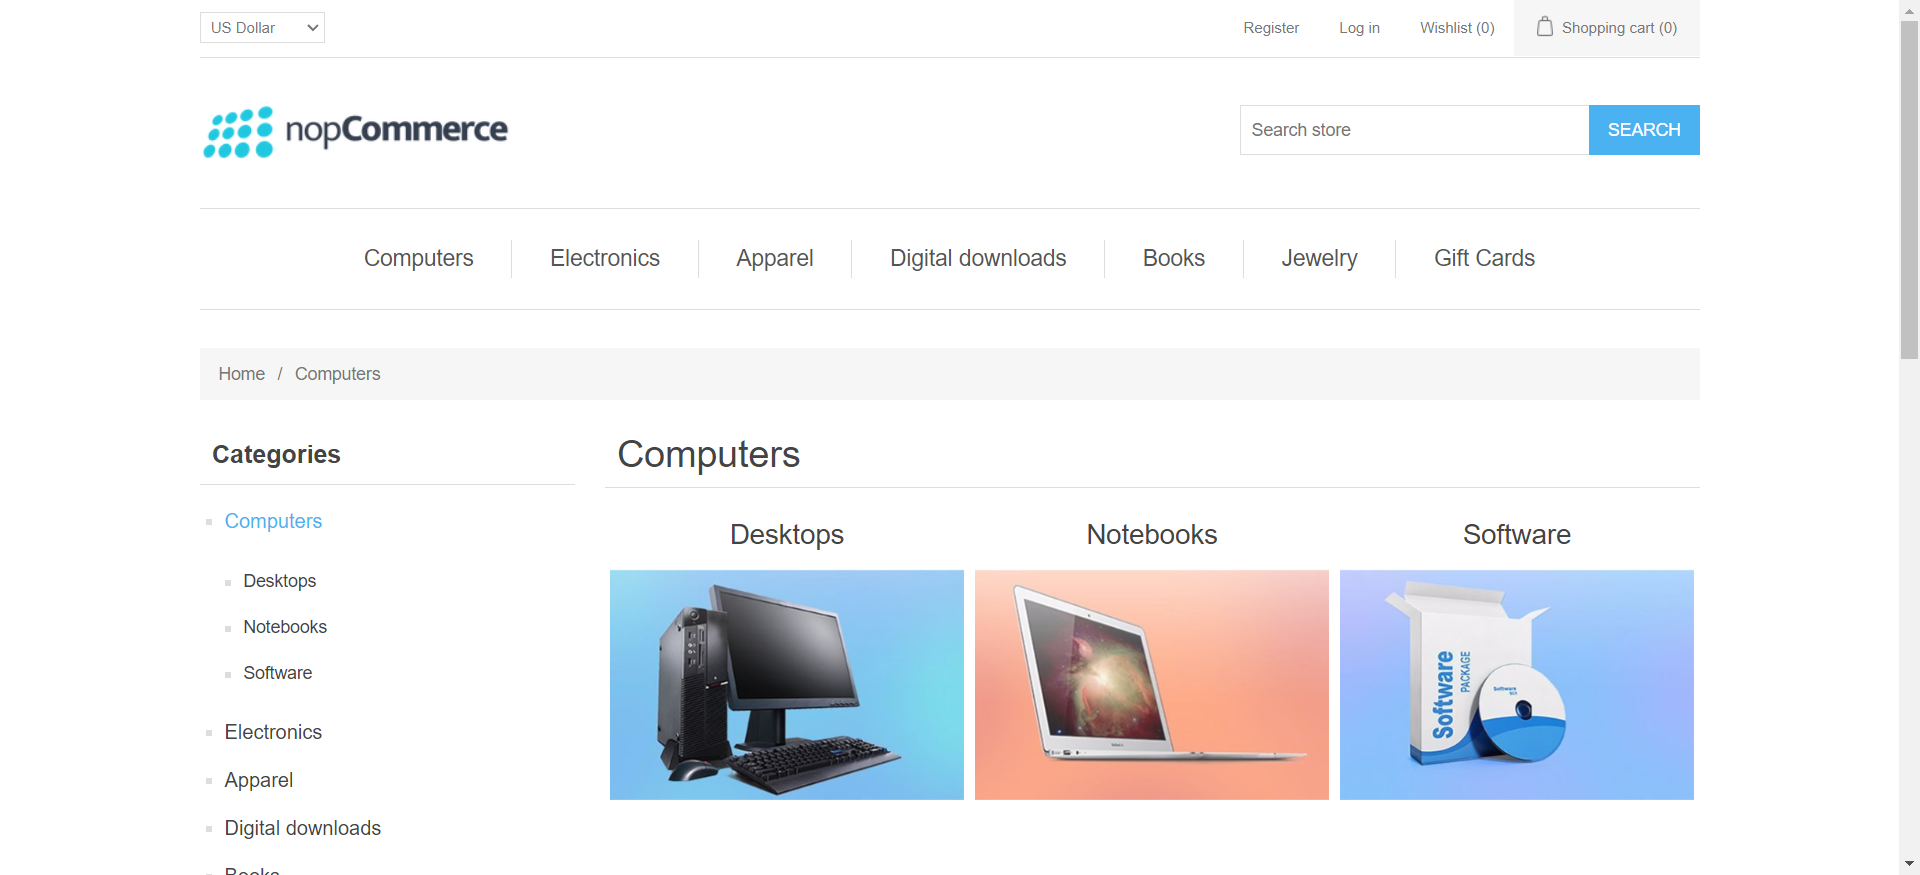 US Dollar
Register
Log in
Wishlist (0)
Shopping cart (0)
nopCommerce
Search store
SEARCH
Computers
Electronics
Apparel
Digital downloads
Books
Jewelry
Gift Cards
Home / Computers
Categories
Computers
Desktops
Notebooks
Software
Electronics
Apparel
Digital downloads
Books
Computers
Desktops
Notebooks
Software
Software
PACKAGE
Software